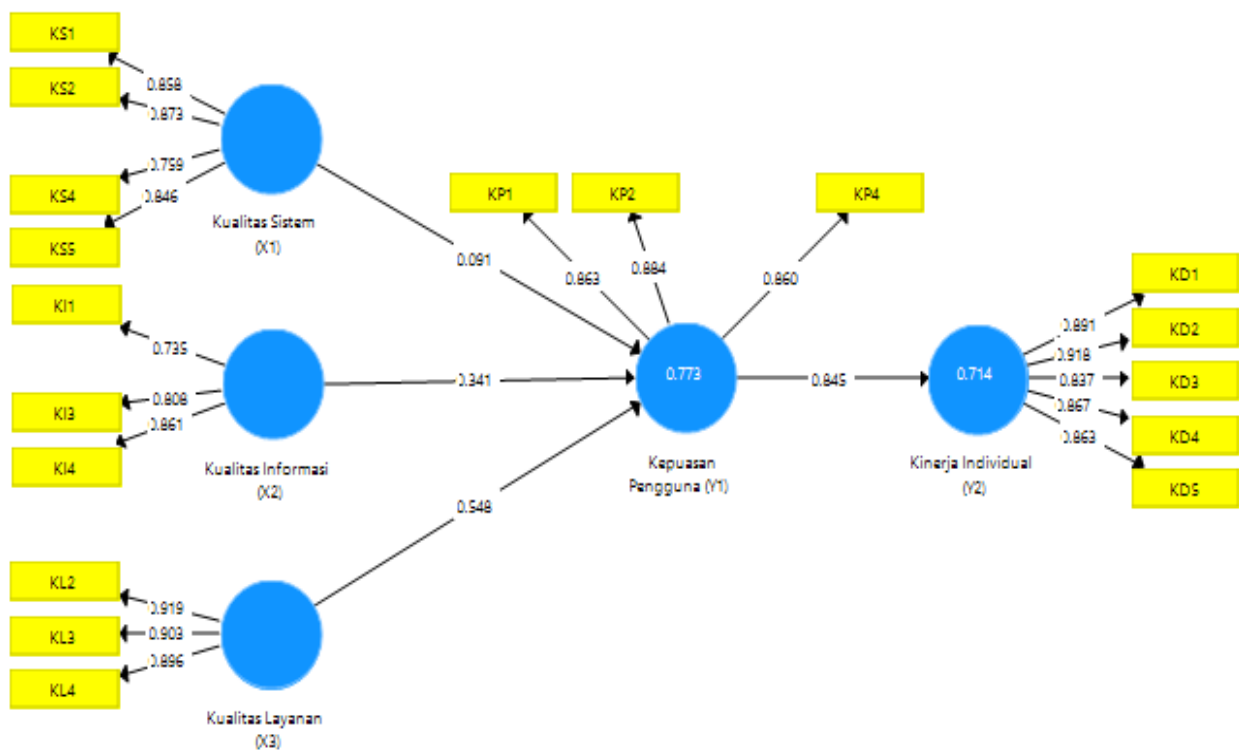 KS1
0.858
KS2
0.873
0.759
KS4
0.846
KS5
Kualitas Sistem
(X1)
0.091
KI1
0.735
KI3
0.808
0.861
KI4
Kualitas Informasi
(X2)
0.341
KL2
0.919
KL3
0.903
0.896
KL4
Kualitas Layanan
(X3)
0.548
KP1
KP2
KP4
0.863
0.884
0.860
0.773
Kepuasan
Pengguna (Y1)
0.845
0.714
Kinerja Individual
(Y2)
KD1
0.891
KD2
0.918
KD3
0.837
0.867
KD4
0.863
KD5